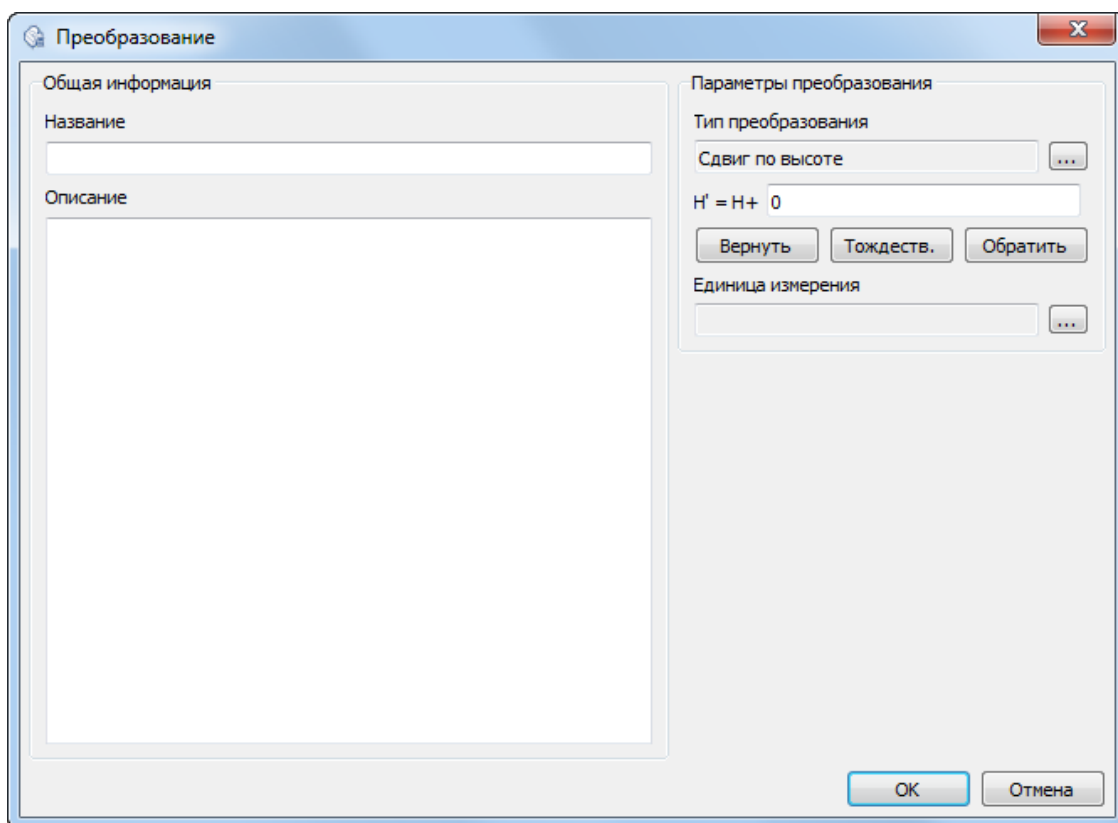 Преобразование
Общая информация
Название
Описание
Параметры преобразования
Тип преобразования
Сдвиг по высоте
...
H' = H+ 0
Вернуть Тождеств. Обратить
Единица измерения
...
OK Отмена